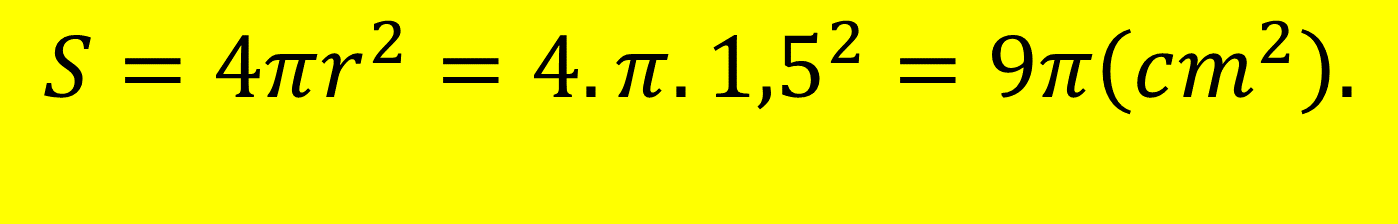 S = 4πr² = 4. π. 1,5² = 9π(cm²).